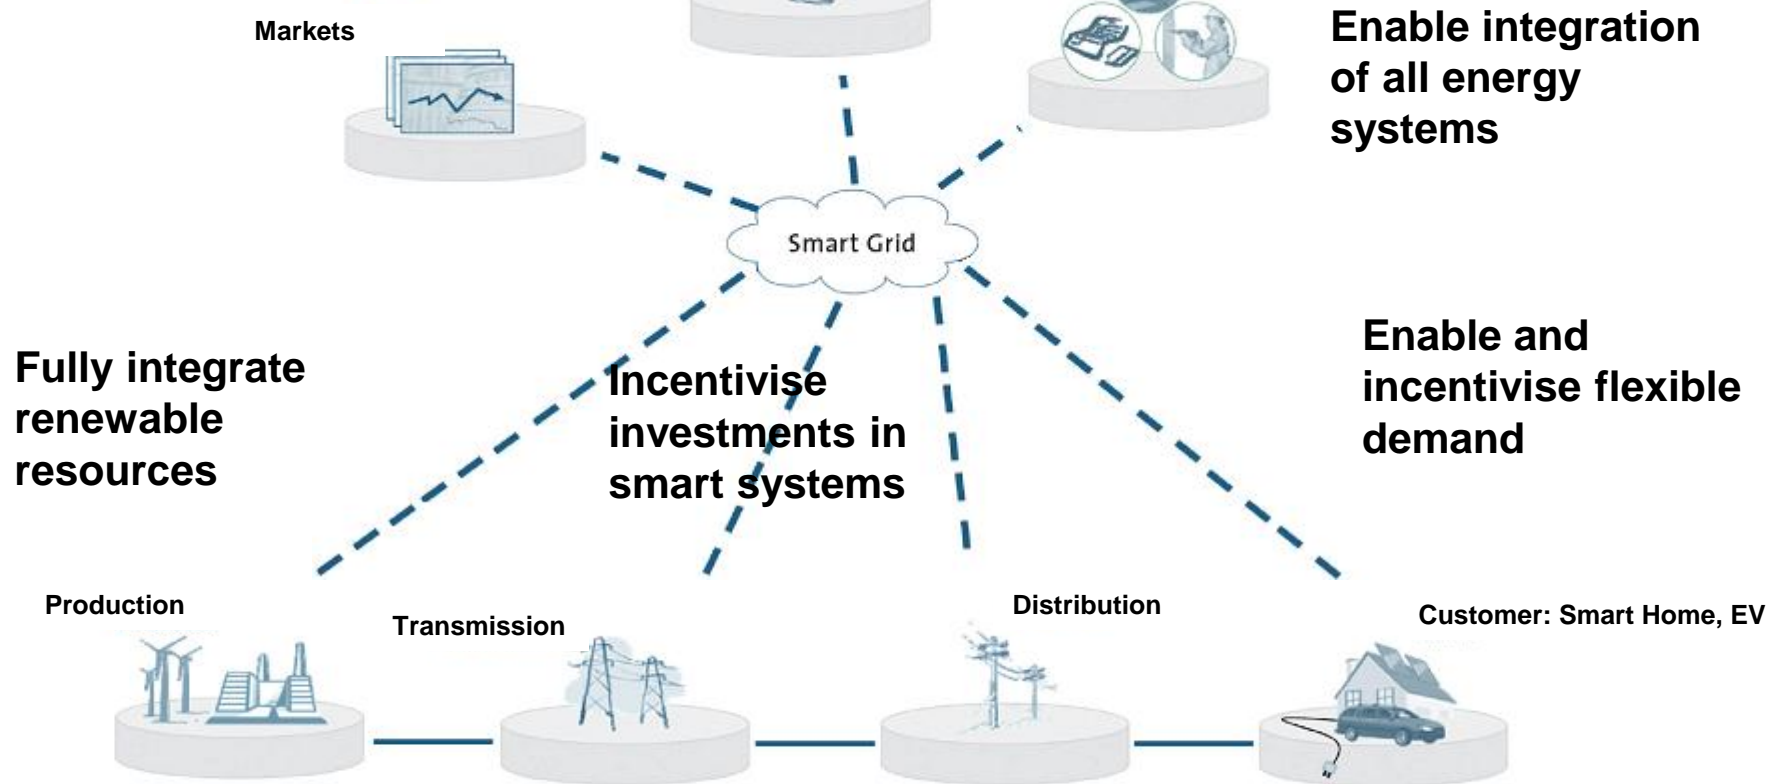 Markets
Enable integration
of all energy
systems
Smart Grid
Fully integrate
renewable
resources
Incentivise
investments in
smart systems
Enable and
incentivise flexible
demand
Production
Transmission
Distribution
Customer: Smart Home, EV